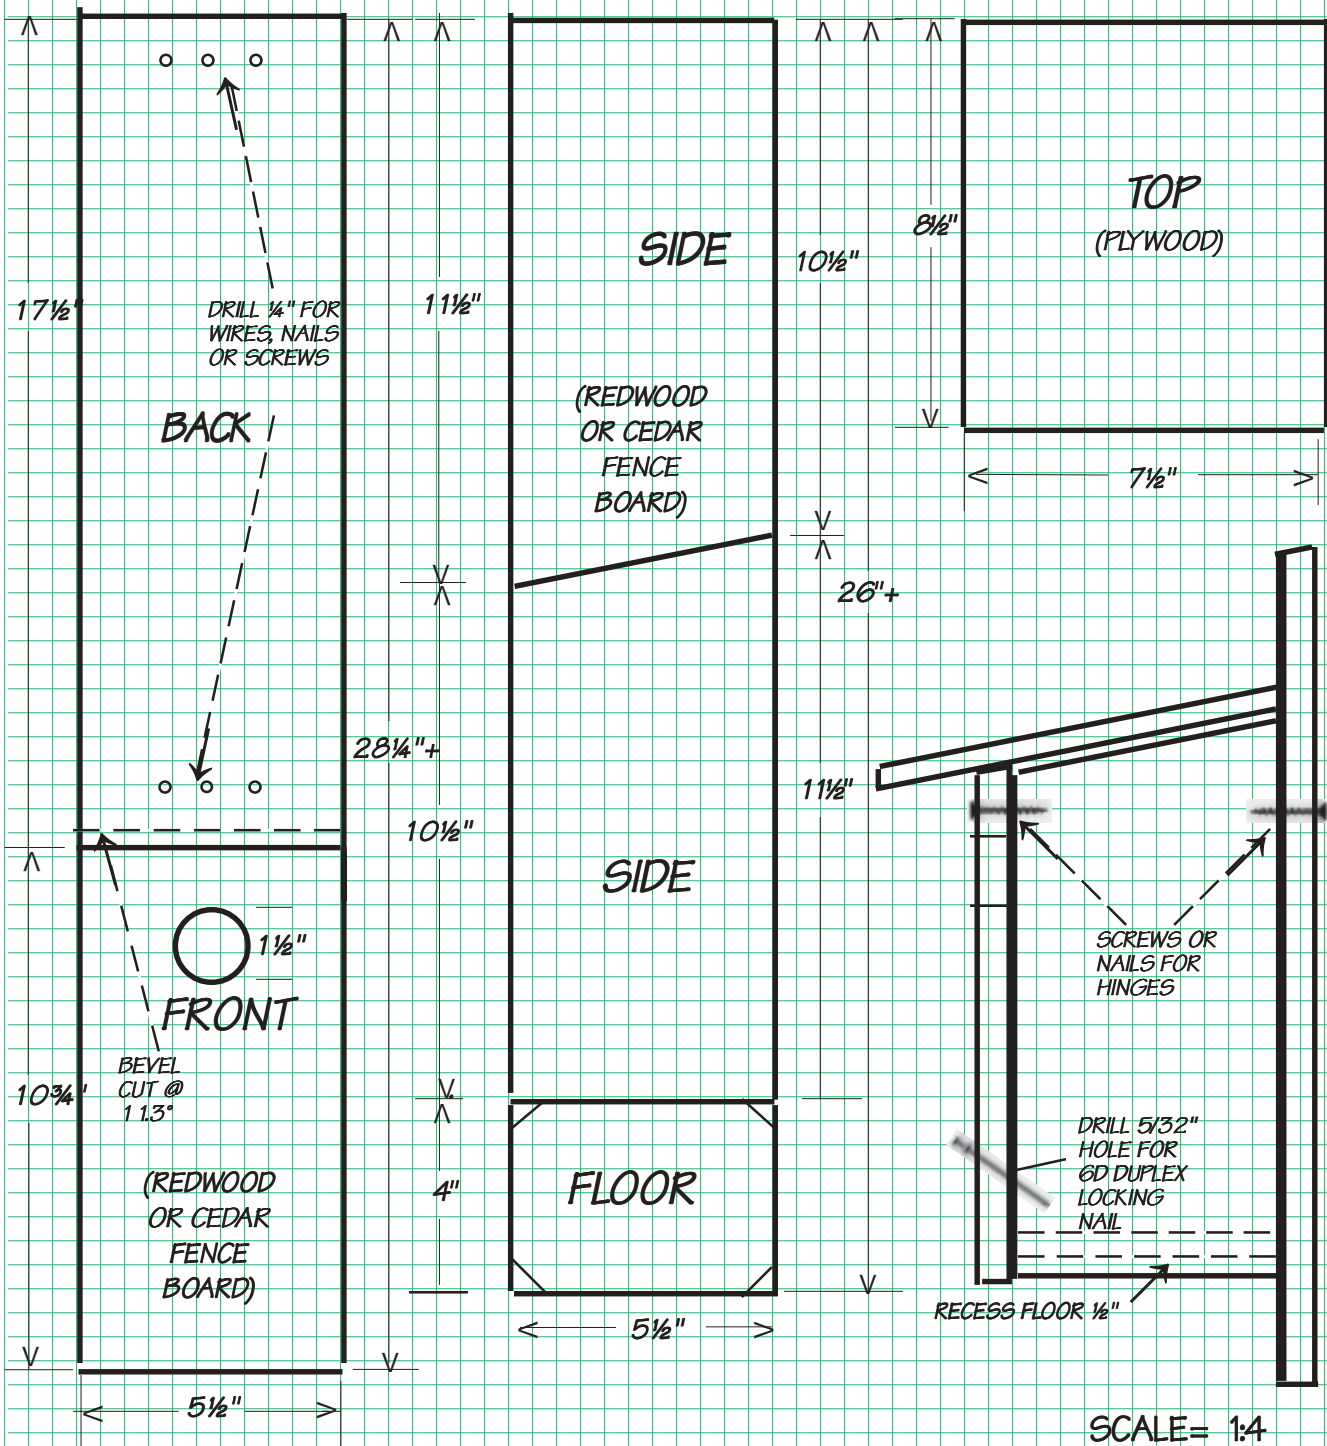 17½"
DRILL ¼" FOR
WIRES, NAILS
OR SCREWS
BACK
28¼"+
1½"
FRONT
BEVEL
CUT @
11.3°
10¾"
(REDWOOD
OR CEDAR
FENCE
BOARD)
5½"
11½"
SIDE
10½"
(REDWOOD
OR CEDAR
FENCE
BOARD)
26"+
10½"
11½"
SIDE
4"
FLOOR
5½"
8½"
TOP
(PLYWOOD)
7½"
SCREWS OR
NAILS FOR
HINGES
DRILL 5/32"
HOLE FOR
6D DUPLEX
LOCKING
NAIL
RECESS FLOOR ½"
SCALE= 1:4